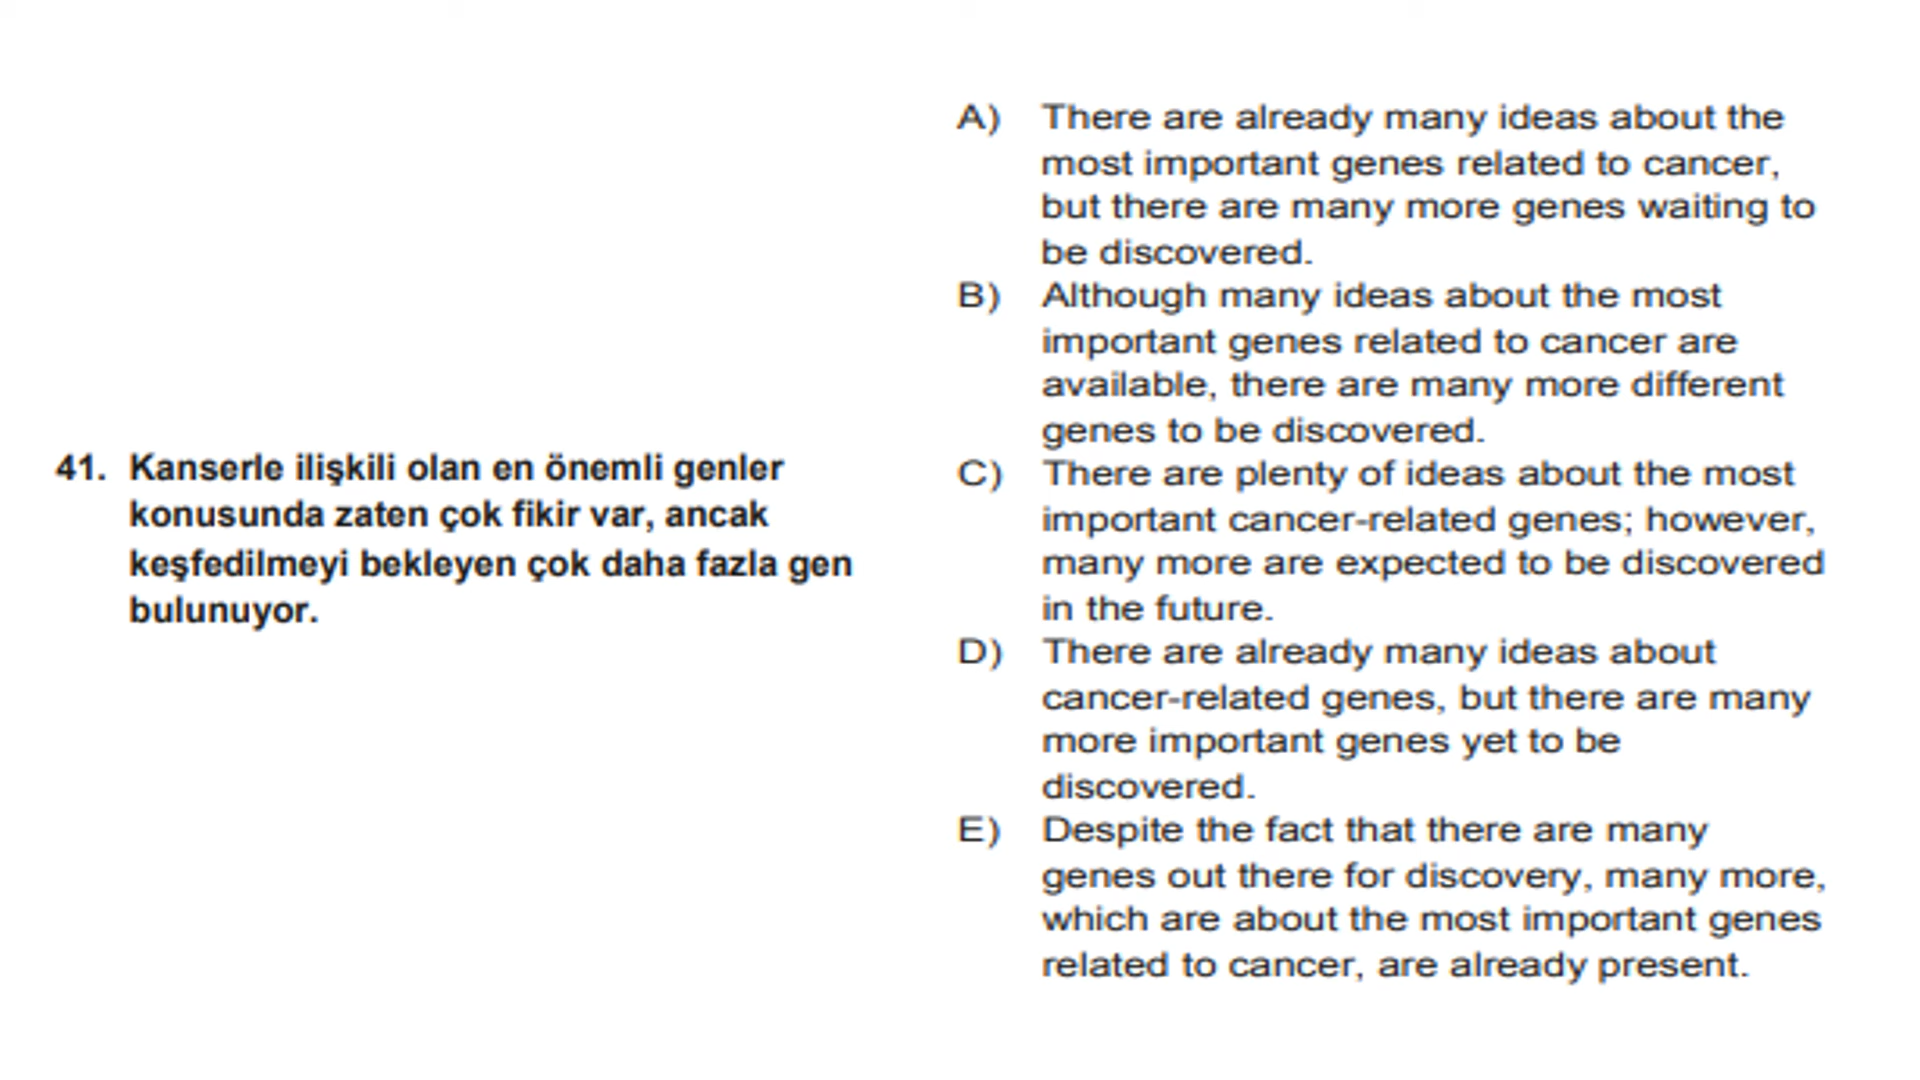 41. Kanserle ilişkili olan en önemli genler
konusunda zaten çok fikir var, ancak
keşfedilmeyi bekleyen çok daha fazla gen
bulunuyor.
A) There are already many ideas about the
most important genes related to cancer,
but there are many more genes waiting to
be discovered.
B) Although many ideas about the most
important genes related to cancer are
available, there are many more different
genes to be discovered.
C) There are plenty of ideas about the most
important cancer-related genes; however,
many more are expected to be discovered
in the future.
D) There are already many ideas about
cancer-related genes, but there are many
more important genes yet to be
discovered.
E) Despite the fact that there are many
genes out there for discovery, many more,
which are about the most important genes
related to cancer, are already present.